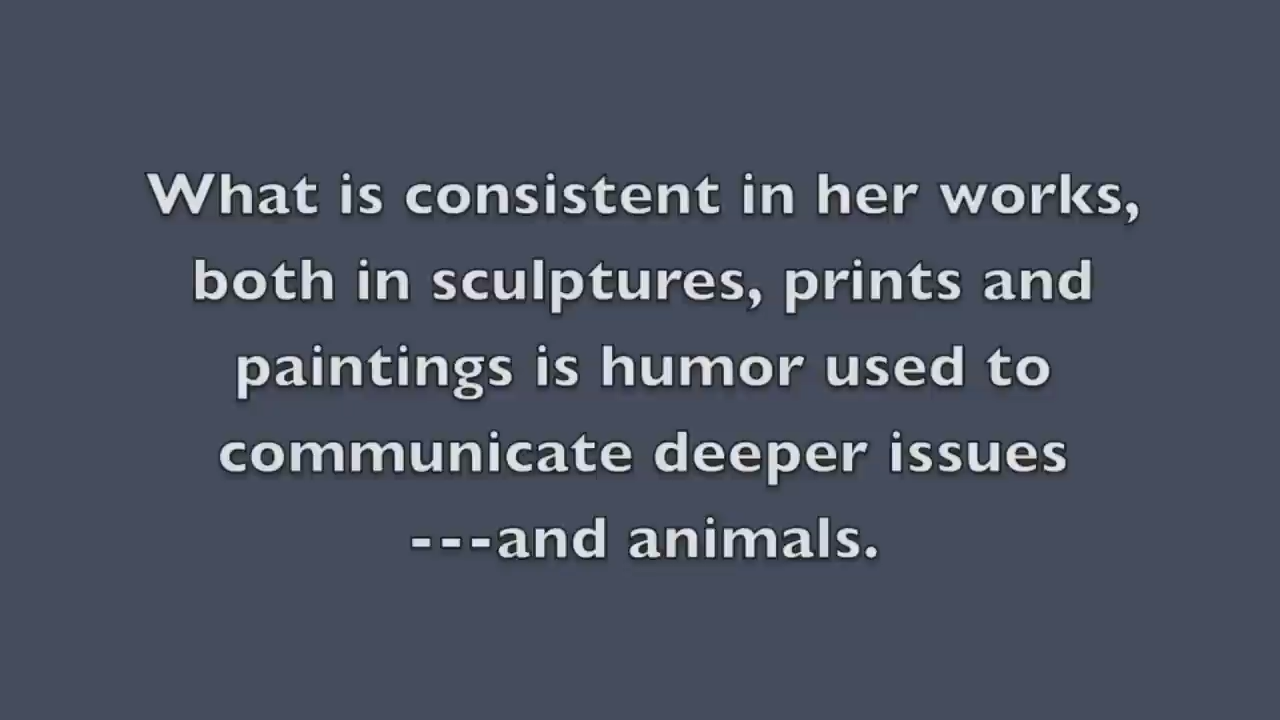 What is consistent in her works,
both in sculptures, prints and
paintings is humor used to
communicate deeper issues
---and animals.